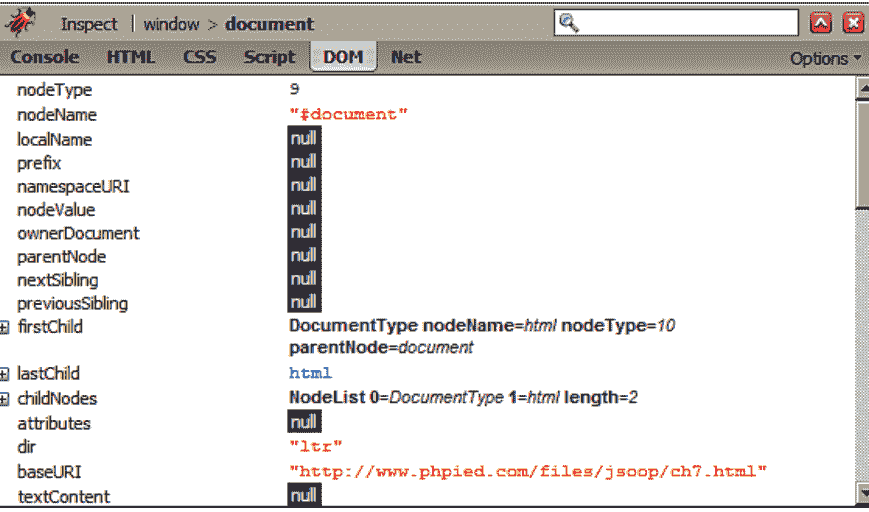 Inspect | window > document
Console HTML CSS Script DOM Net Options
nodeType 9
nodeName "#document"
localName null
prefix null
namespaceURI null
nodeValue null
ownerDocument null
parentNode null
nextSibling null
previousSibling null
firstChild DocumentType nodeName=html nodeType=10
parentNode=document
lastChild html
childNodes NodeList 0=DocumentType 1=html length=2
attributes null
dir "ltr"
baseURI "http://www.phpied.com/files/jsoop/ch7.html"
textContent null